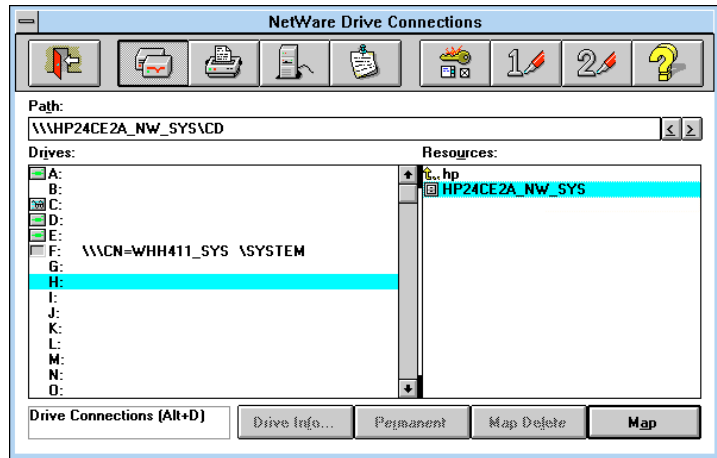 NetWare Drive Connections
1 2
Path:
\\\HP24CE2A_NW_SYS\CD
Drives: Resources:
A:
B:
C:
D:
E:
F: \\\CN=WHH411_SYS \SYSTEM
G:
H:
I:
J:
K:
L:
M:
N:
O:
hp
HP24CE2A_NW_SYS
Drive Connections (Alt+D) Drive Info... Permanent Map Delete Map